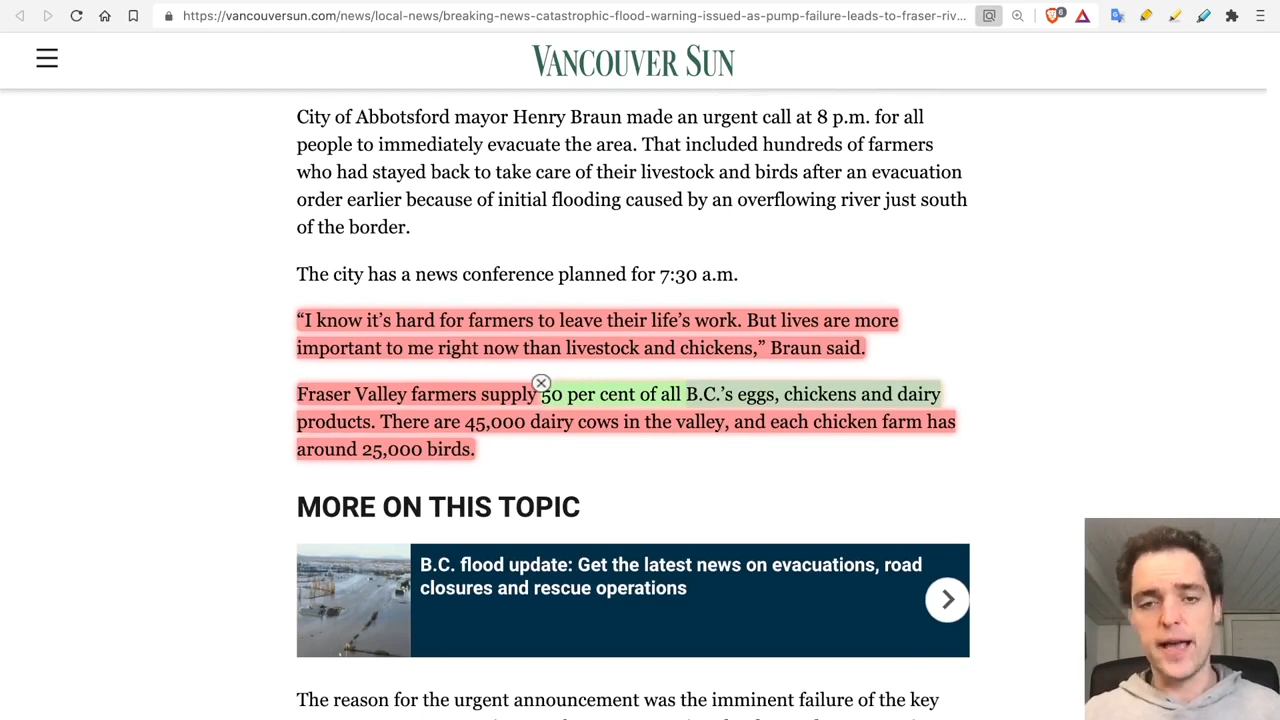 https://vancouversun.com/news/local-news/breaking-news-catastrophic-flood-warning-issued-as-pump-failure-leads-to-fraser-riv...
6
VANCOUVER SUN
City of Abbotsford mayor Henry Braun made an urgent call at 8 p.m. for all
people to immediately evacuate the area. That included hundreds of farmers
who had stayed back to take care of their livestock and birds after an evacuation
order earlier because of initial flooding caused by an overflowing river just south
of the border.
The city has a news conference planned for 7:30 a.m.
“I know it’s hard for farmers to leave their life’s work. But lives are more
important to me right now than livestock and chickens,” Braun said.
Fraser Valley farmers supply 50 per cent of all B.C.’s eggs, chickens and dairy
products. There are 45,000 dairy cows in the valley, and each chicken farm has
around 25,000 birds.
MORE ON THIS TOPIC
B.C. flood update: Get the latest news on evacuations, road
closures and rescue operations
The reason for the urgent announcement was the imminent failure of the key